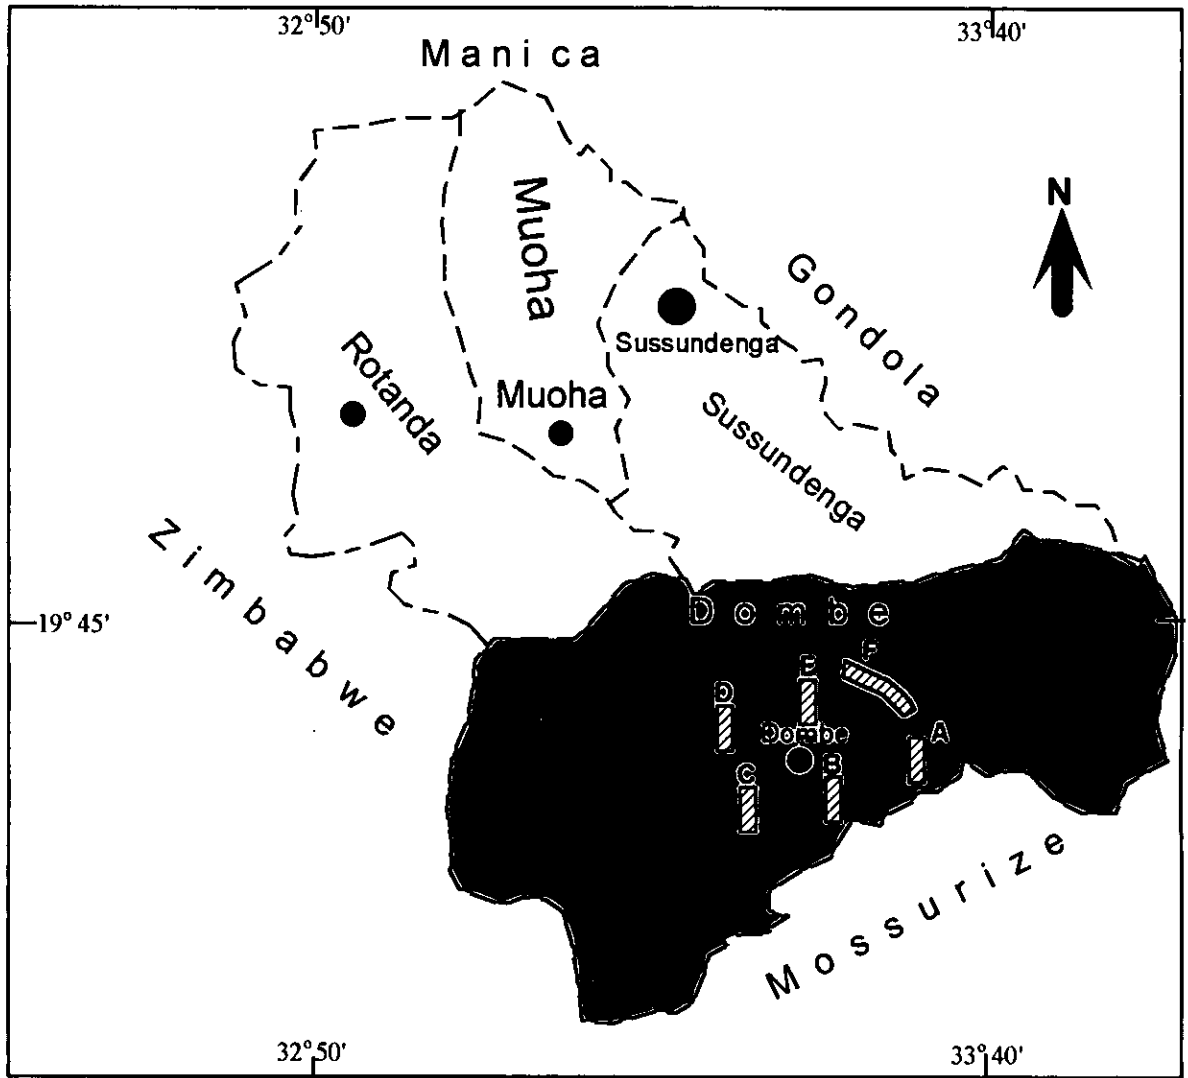 32°50'
33°40'
Manica
N
Muoha
Gondola
Sussundenga
Rotanda
Muoha
Sussundenga
Zimbabwe
19°45'
Dombe
F
E
D
Dombe
A
B
C
Mossurize
32°50'
33°40'